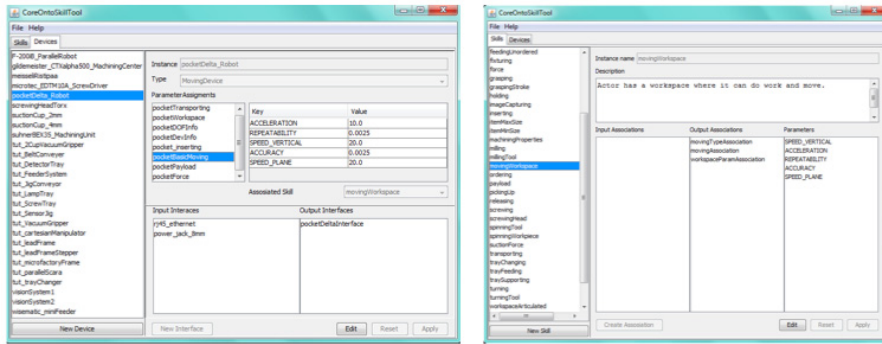 CoreOntoSkillTool
File Help
Skills Devices
F-200iB_ParallelRobot
gildemeister_CTXalpha500_MachiningCenter
meisselRistipaa
microtec_EDTM10A_ScrewDriver
pocketDelta_Robot
screwingHeadTorx
suctionCup_2mm
suctionCup_4mm
tut_2CupVacuumGripper
tut_BeltConveyor
tut_DetectorTray
tut_FeederSystem
tut_JigConveyor
tut_LampTray
tut_ScrewTray
tut_SensorJig
tut_VacuumGripper
tut_cartesianManipulator
tut_leadFrame
tut_leadFrameStepper
tut_microfactoryFrame
tut_parallelScara
tut_trayChanger
visionSystem1
visionSystem2
wisematic_miniFeeder
New Device
Instance pocketDelta_Robot
Type MovingDevice
ParameterAssigments
pocketTransporting
pocketWorkspace
pocketDOFInfo
pocketDevInfo
pocket_inserting
pocketBasicMoving
pocketPayload
pocketForce
Key Value
ACCELERATION 10.0
REPEATABILITY 0.0025
SPEED_VERTICAL 20.0
ACCURACY 0.0025
SPEED_PLANE 20.0
Assosiated Skill movingWorkspace
Input Interaces Output Interfaces
rj45_ethernet pocketDeltaInterface
power_jack_8mm
New Interface Edit Reset Apply
CoreOntoSkillTool
File Help
Skills Devices
feedingUnordered
fixturing
force
grasping
graspingStroke
holding
imageCapturing
inserting
itemMaxSize
itemMinSize
machiningProperties
milling
millingTool
movingWorkspace
ordering
payload
pickingUp
releasing
screwing
screwingHead
spinningTool
spinningWorkpiece
suctionForce
transporting
trayChanging
trayFeeding
traySupporting
turning
turningTool
workspaceArticulated
New Skill
Instance name movingWorkspace
Description
Actor has a workspace where it can do work and move.
Input Associations Output Associations Parameters
movingTypeAssociation SPEED_VERTICAL
movingAssociation ACCELERATION
workspaceParamAssociation REPEATABILITY
ACCURACY
SPEED_PLANE
Create Association Edit Reset Apply